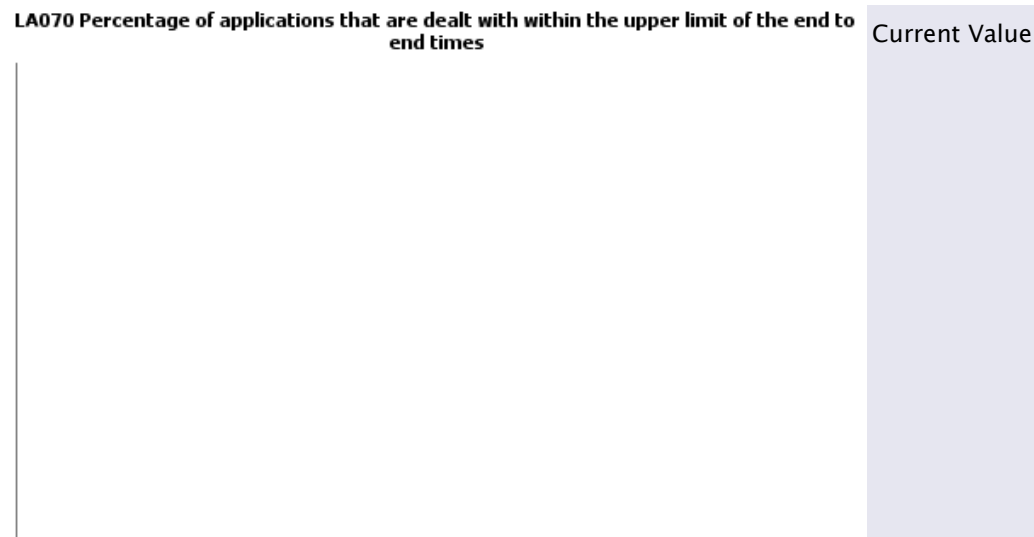 LA070 Percentage of applications that are dealt with within the upper limit of the end to
end times
Current Value